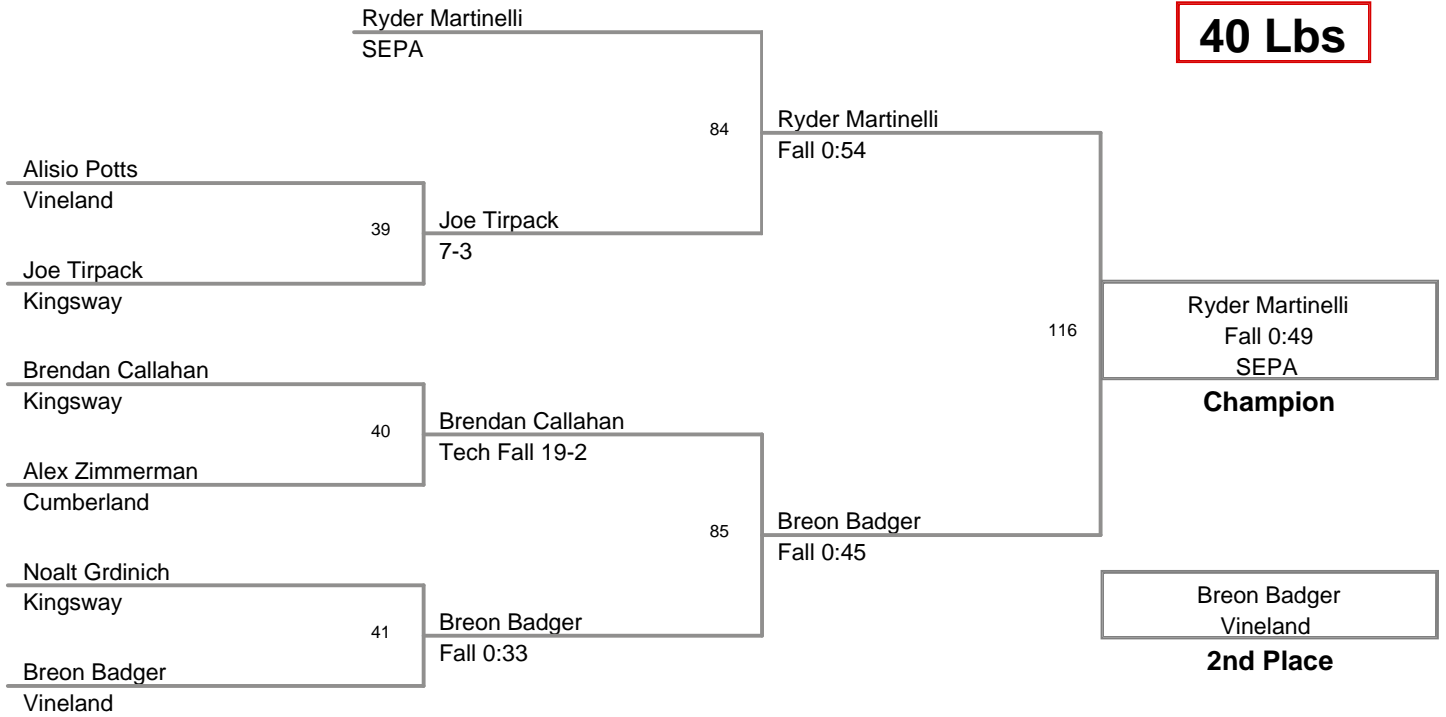 40 Lbs
Ryder Martinelli
SEPA
84
Ryder Martinelli
Fall 0:54
Alisio Potts
Vineland
39
Joe Tirpack
7-3
Joe Tirpack
Kingsway
116
Ryder Martinelli
Fall 0:49
SEPA
Champion
Brendan Callahan
Kingsway
40
Brendan Callahan
Tech Fall 19-2
Alex Zimmerman
Cumberland
85
Breon Badger
Fall 0:45
Noalt Grdinich
Kingsway
41
Breon Badger
Fall 0:33
Breon Badger
Vineland
Breon Badger
Vineland
2nd Place